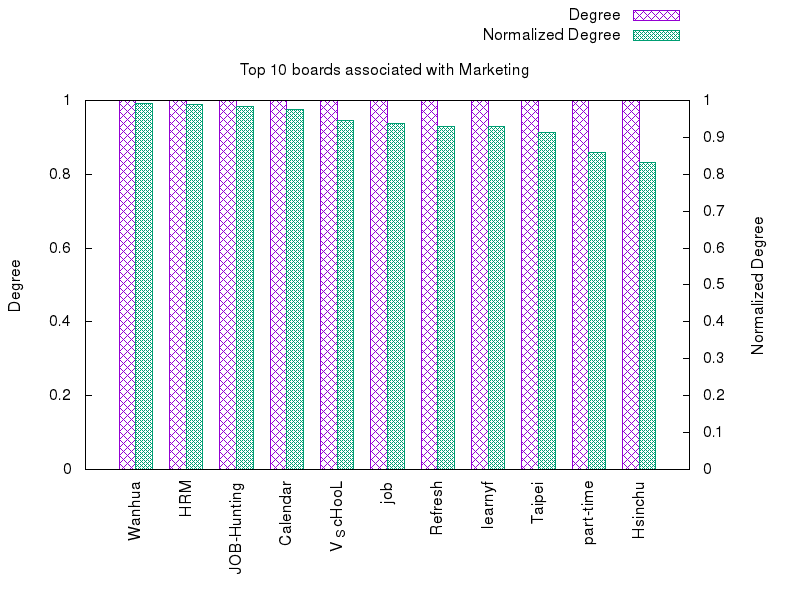 Degree
Normalized Degree
Top 10 boards associated with Marketing
1
0.8
0.6
0.4
0.2
0
1
0.9
0.8
0.7
0.6
0.5
0.4
0.3
0.2
0.1
0
Degree
Normalized Degree
Wanhua
HRM
JOB-Hunting
Calendar
V_scHooL
job
Refresh
learnyf
Taipei
part-time
Hsinchu